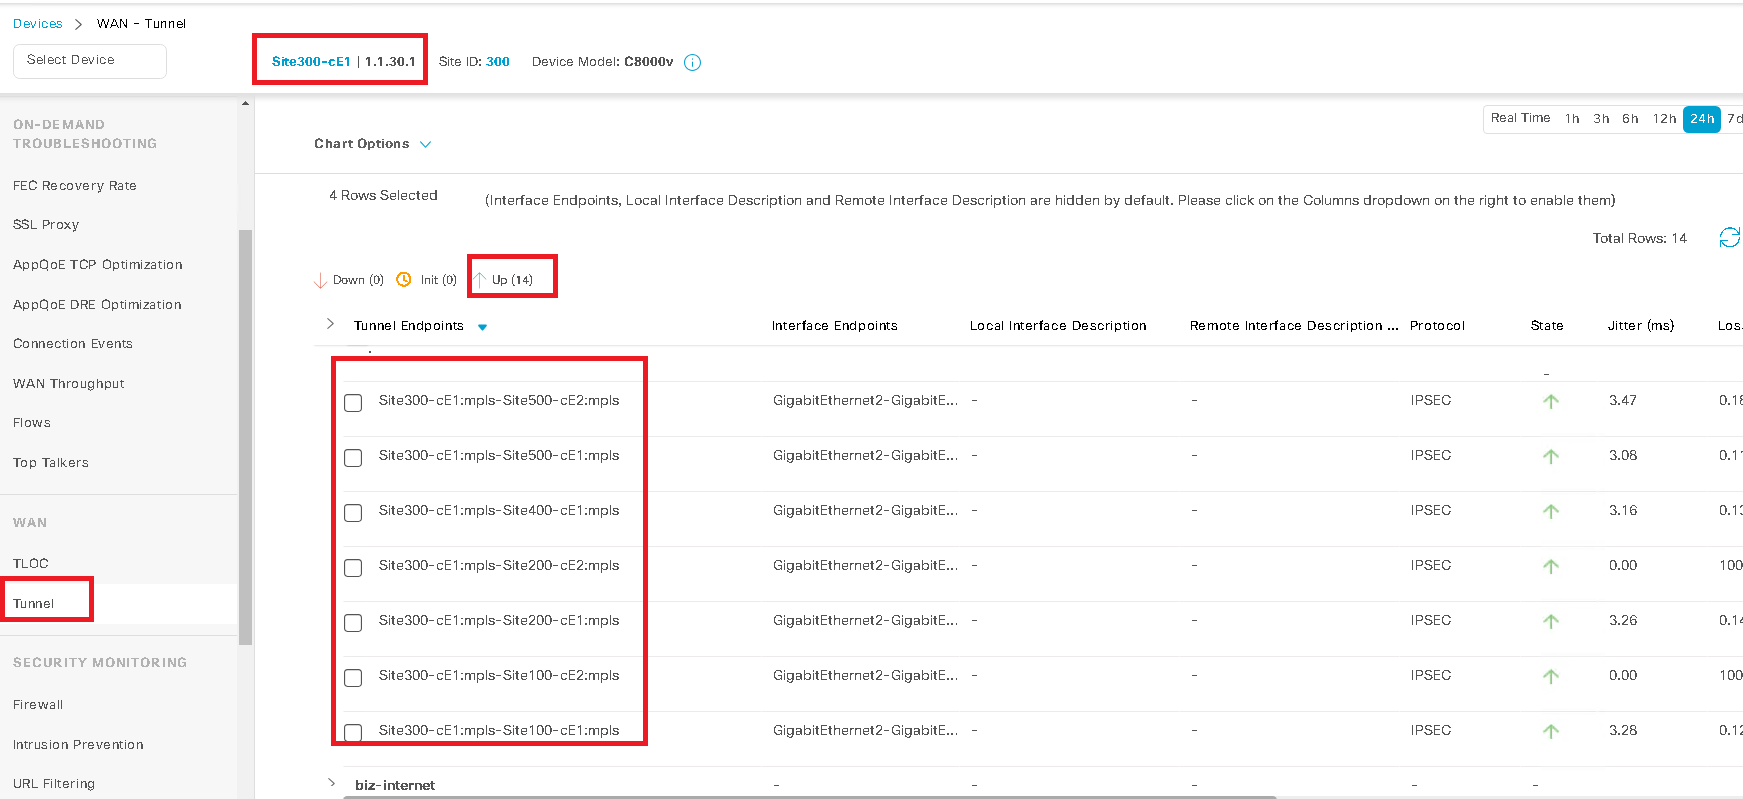 Devices > WAN - Tunnel
Select Device
Site300-cE1 | 1.1.30.1 Site ID: 300 Device Model: C8000v i
ON-DEMAND
TROUBLESHOOTING
FEC Recovery Rate
SSL Proxy
AppQoE TCP Optimization
AppQoE DRE Optimization
Connection Events
WAN Throughput
Flows
Top Talkers
WAN
TLOC
Tunnel
SECURITY MONITORING
Firewall
Intrusion Prevention
URL Filtering
Real Time 1h 3h 6h 12h 24h 7d
Chart Options
4 Rows Selected (Interface Endpoints, Local Interface Description and Remote Interface Description are hidden by default. Please click on the Columns dropdown on the right to enable them)
Total Rows: 14
Down (0) Init (0) Up (14)
Tunnel Endpoints Interface Endpoints Local Interface Description Remote Interface Description ... Protocol State Jitter (ms) Los
-
Site300-cE1:mpls-Site500-cE2:mpls GigabitEthernet2-GigabitE... - - IPSEC 3.47 0.18
Site300-cE1:mpls-Site500-cE1:mpls GigabitEthernet2-GigabitE... - - IPSEC 3.08 0.11
Site300-cE1:mpls-Site400-cE1:mpls GigabitEthernet2-GigabitE... - - IPSEC 3.16 0.13
Site300-cE1:mpls-Site200-cE2:mpls GigabitEthernet2-GigabitE... - - IPSEC 0.00 100
Site300-cE1:mpls-Site200-cE1:mpls GigabitEthernet2-GigabitE... - - IPSEC 3.26 0.14
Site300-cE1:mpls-Site100-cE2:mpls GigabitEthernet2-GigabitE... - - IPSEC 0.00 100
Site300-cE1:mpls-Site100-cE1:mpls GigabitEthernet2-GigabitE... - - IPSEC 3.28 0.12
biz-internet - - - - -